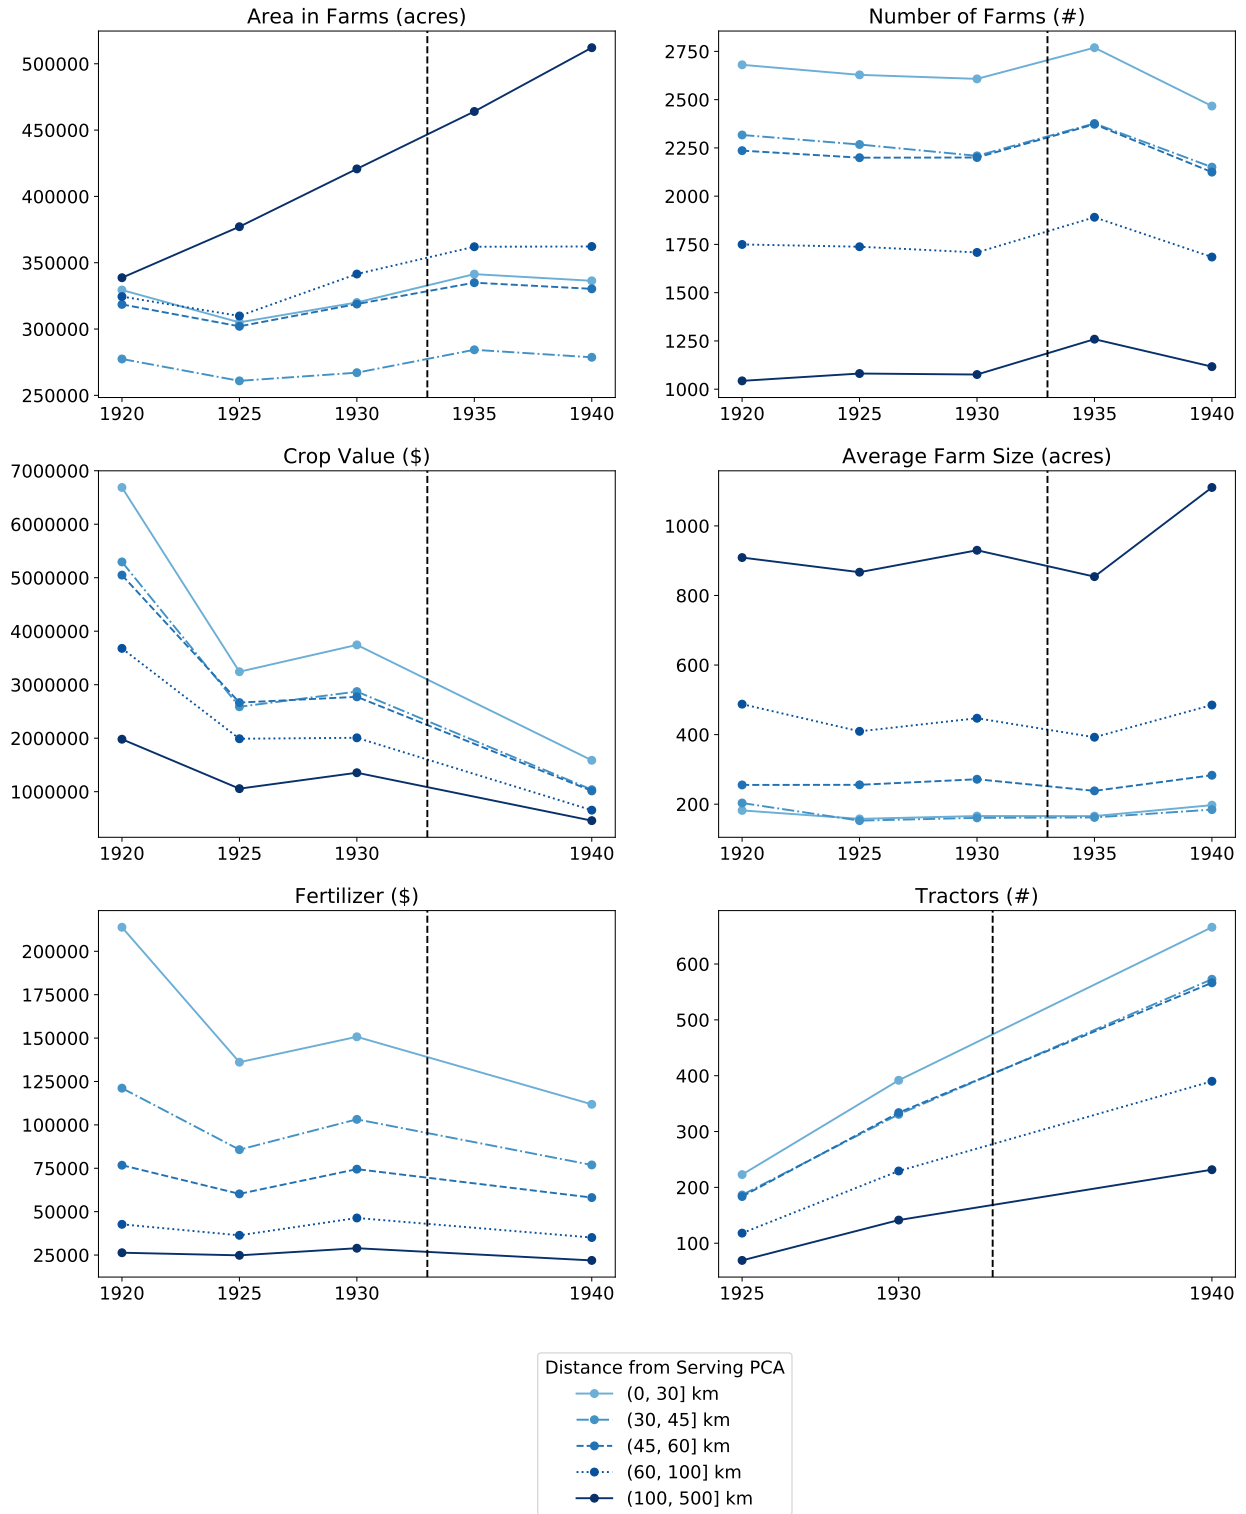 Area in Farms (acres)
500000
450000
400000
350000
300000
250000
1920 1925 1930 1935 1940
Number of Farms (#)
2750
2500
2250
2000
1750
1500
1250
1000
1920 1925 1930 1935 1940
Crop Value ($)
7000000
6000000
5000000
4000000
3000000
2000000
1000000
1920 1925 1930 1940
Average Farm Size (acres)
1000
800
600
400
200
1920 1925 1930 1935 1940
Fertilizer ($)
200000
175000
150000
125000
100000
75000
50000
25000
1920 1925 1930 1940
Tractors (#)
600
500
400
300
200
100
1925 1930 1940
Distance from Serving PCA
(0, 30] km
(30, 45] km
(45, 60] km
(60, 100] km
(100, 500] km